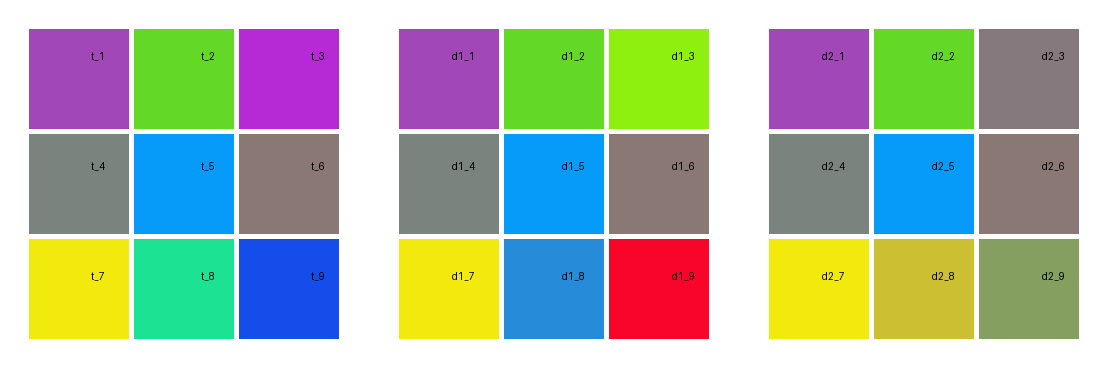 t_1 t_2 t_3 d1_1 d1_2 d1_3 d2_1 d2_2 d2_3
t_4 t_5 t_6 d1_4 d1_5 d1_6 d2_4 d2_5 d2_6
t_7 t_8 t_9 d1_7 d1_8 d1_9 d2_7 d2_8 d2_9